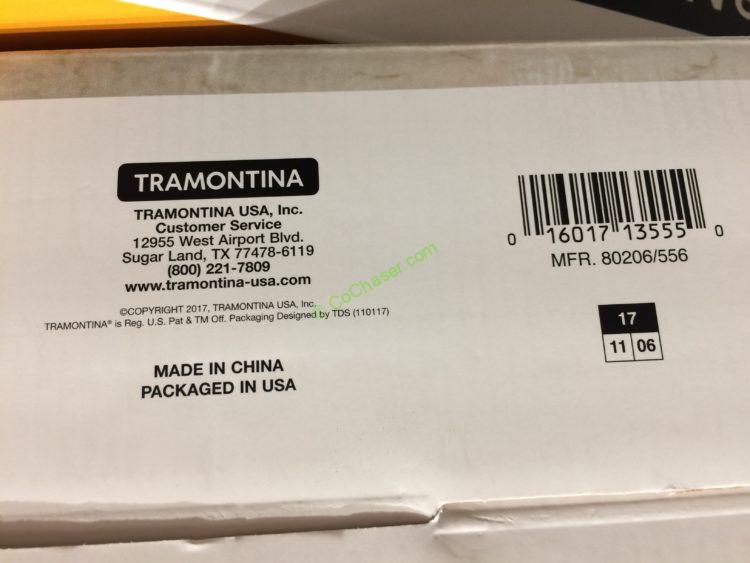 TRAMONTINA
TRAMONTINA USA, Inc.
Customer Service
12955 West Airport Blvd.
Sugar Land, TX 77478-6119
(800) 221-7809
www.tramontina-usa.com
©COPYRIGHT 2017, TRAMONTINA USA, Inc.
TRAMONTINA® is Reg. U.S. Pat & TM Off. Packaging Designed by TDS (110117)
MADE IN CHINA
PACKAGED IN USA
0 16017 13555 0
MFR. 80206/556
17
11 06
CoChaser.com